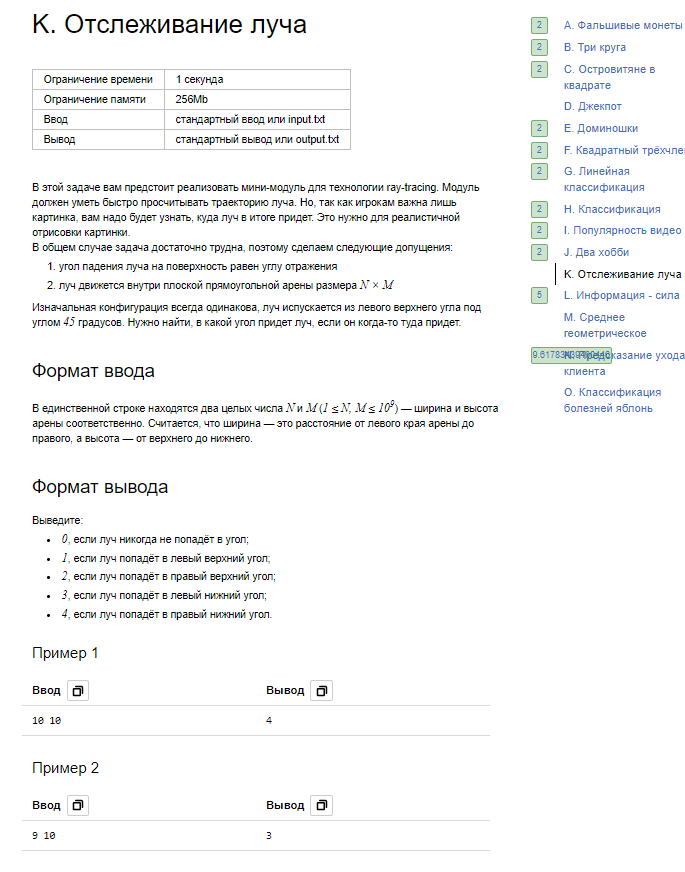 K. Отслеживание луча
Ограничение времени 1 секунда
Ограничение памяти 256Mb
Ввод стандартный ввод или input.txt
Вывод стандартный вывод или output.txt
В этой задаче вам предстоит реализовать мини-модуль для технологии ray-tracing. Модуль
должен уметь быстро просчитывать траекторию луча. Но, так как игрокам важна лишь
картинка, вам надо будет узнать, куда луч в итоге придет. Это нужно для реалистичной
отрисовки картинки.
В общем случае задача достаточно трудна, поэтому сделаем следующие допущения:
1. угол падения луча на поверхность равен углу отражения
2. луч движется внутри плоской прямоугольной арены размера N × M
Изначальная конфигурация всегда одинакова, луч испускается из левого верхнего угла под
углом 45 градусов. Нужно найти, в какой угол придет луч, если он когда-то туда придет.
Формат ввода
В единственной строке находятся два целых числа N и M (1 ≤ N, M ≤ 10⁹) — ширина и высота
арены соответственно. Считается, что ширина — это расстояние от левого края арены до
правого, а высота — от верхнего до нижнего.
Формат вывода
Выведите:
• 0, если луч никогда не попадёт в угол;
• 1, если луч попадёт в левый верхний угол;
• 2, если луч попадёт в правый верхний угол;
• 3, если луч попадёт в левый нижний угол;
• 4, если луч попадёт в правый нижний угол.
Пример 1
Ввод Вывод
10 10 4
Пример 2
Ввод Вывод
9 10 3
2 A. Фальшивые монеты
2 B. Три круга
2 C. Островитяне в
квадрате
D. Джекпот
2 E. Доминошки
2 F. Квадратный трёхчле
2 G. Линейная
классификация
2 H. Классификация
2 I. Популярность видео
2 J. Два хобби
K. Отслеживание луча
5 L. Информация - сила
M. Среднее
геометрическое
N. Предсказание ухода
клиента
O. Классификация
болезней яблонь